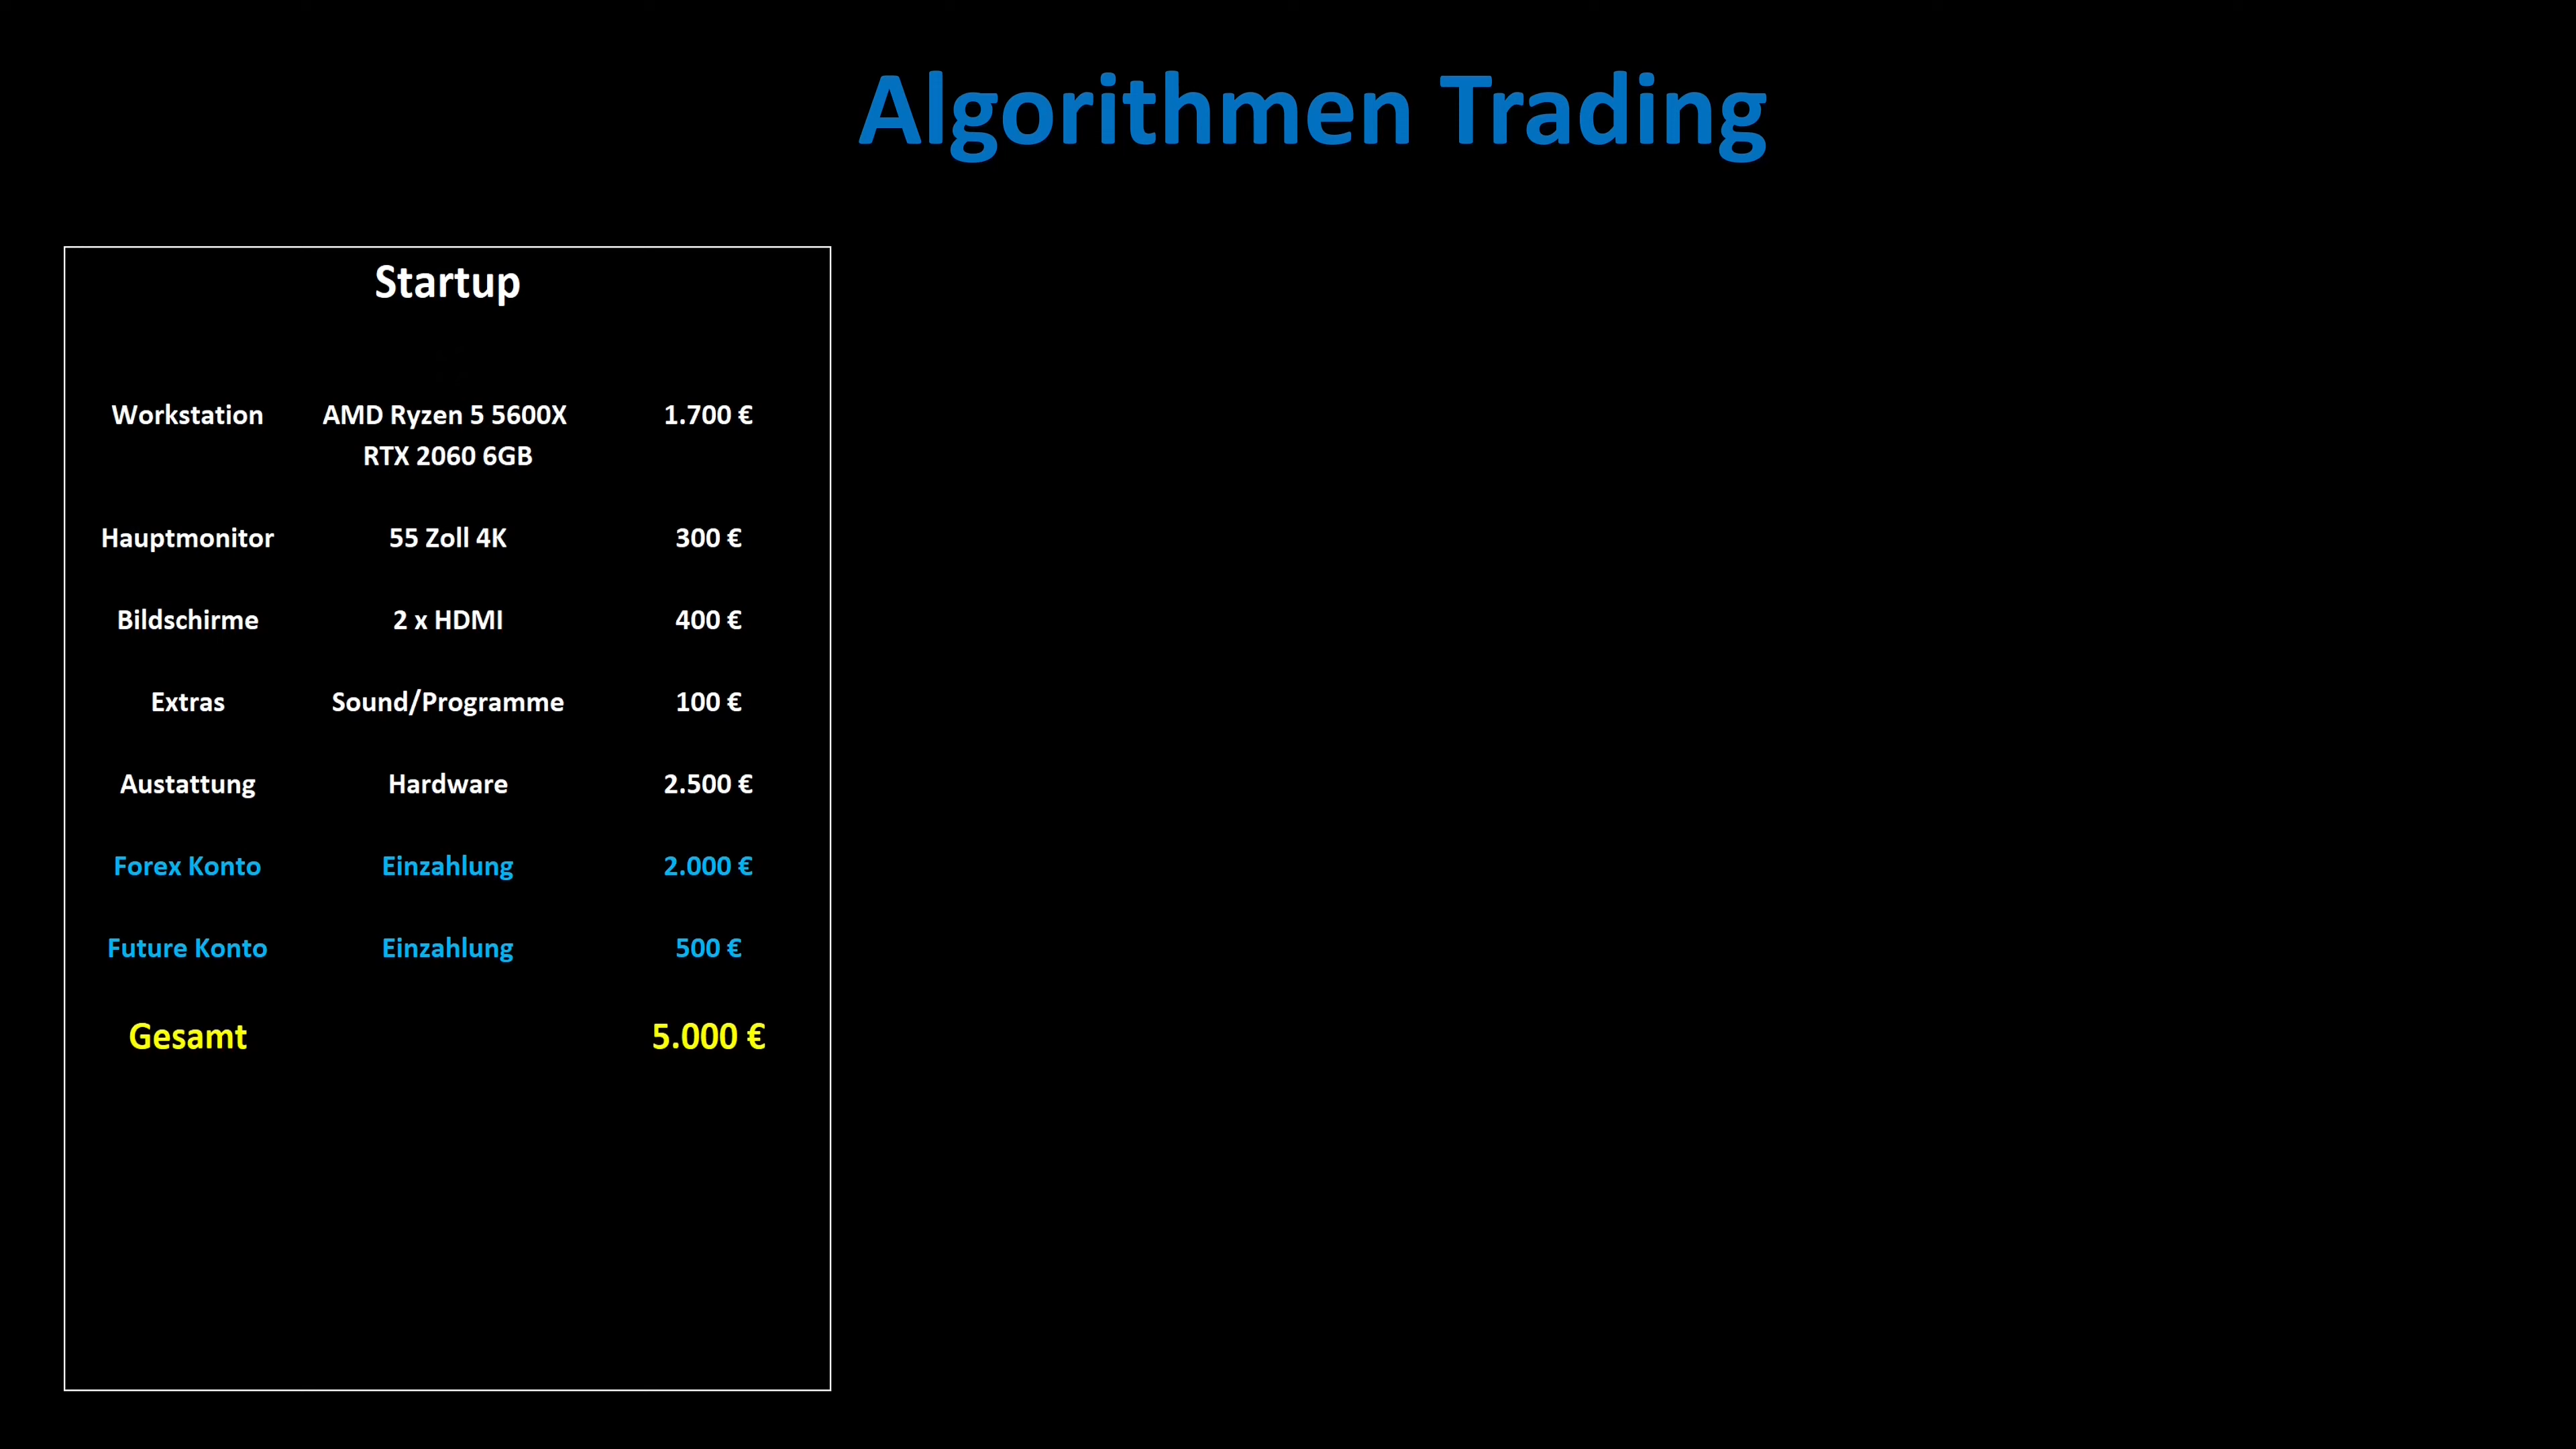 Algorithmen Trading
Startup
Workstation AMD Ryzen 5 5600X 1.700 €
RTX 2060 6GB
Hauptmonitor 55 Zoll 4K 300 €
Bildschirme 2 x HDMI 400 €
Extras Sound/Programme 100 €
Austattung Hardware 2.500 €
Forex Konto Einzahlung 2.000 €
Future Konto Einzahlung 500 €
Gesamt 5.000 €